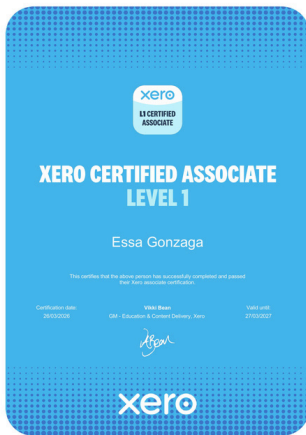 xero
L1 CERTIFIED
ASSOCIATE
XERO CERTIFIED ASSOCIATE
LEVEL 1
Essa Gonzaga
This certifies that the above person has successfully completed and passed
their Xero associate certification.
Certification date:
28/03/2026
Vikki Bean
GM - Education & Content Delivery, Xero
Valid until:
27/03/2027
xero